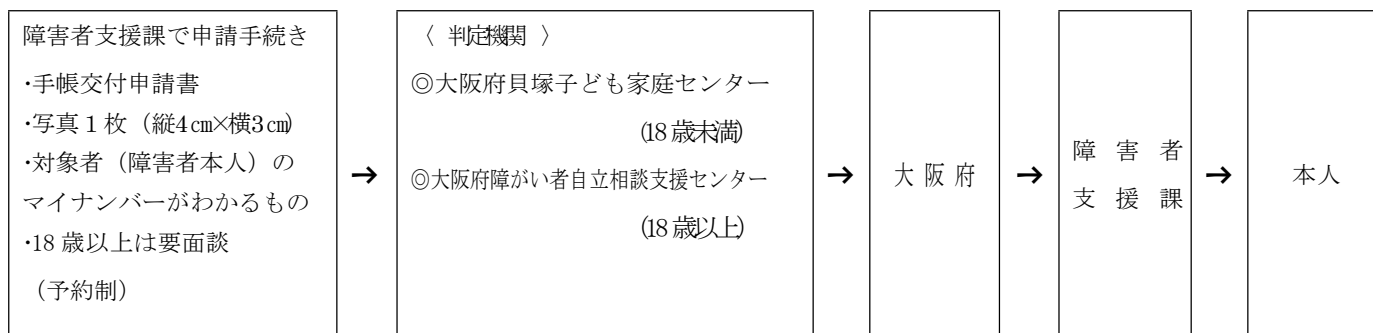 障害者支援課で申請手続き
・手帳交付申請書
・写真1枚（縦4㎝×横3㎝）
・対象者（障害者本人）の
マイナンバーがわかるもの
・18歳以上は要面談
（予約制）
→
〈 判定機関 〉
◎大阪府貝塚子ども家庭センター
(18歳未満)
◎大阪府障がい者自立相談支援センター
(18歳以上)
→
大阪府
→
障害者
支援課
→
本人